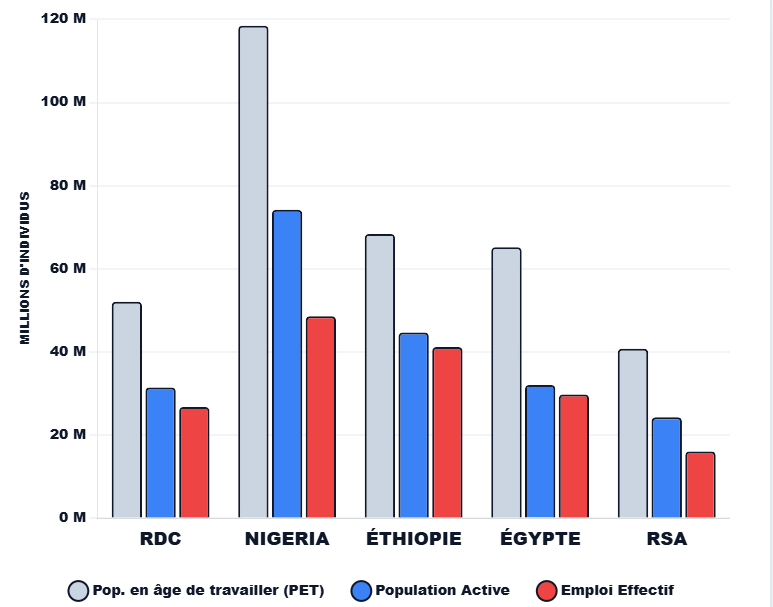 120 M
100 M
80 M
60 M
40 M
20 M
0 M
MILLIONS D'INDIVIDUS
RDC NIGERIA ÉTHIOPIE ÉGYPTE RSA
Pop. en âge de travailler (PET) Population Active Emploi Effectif